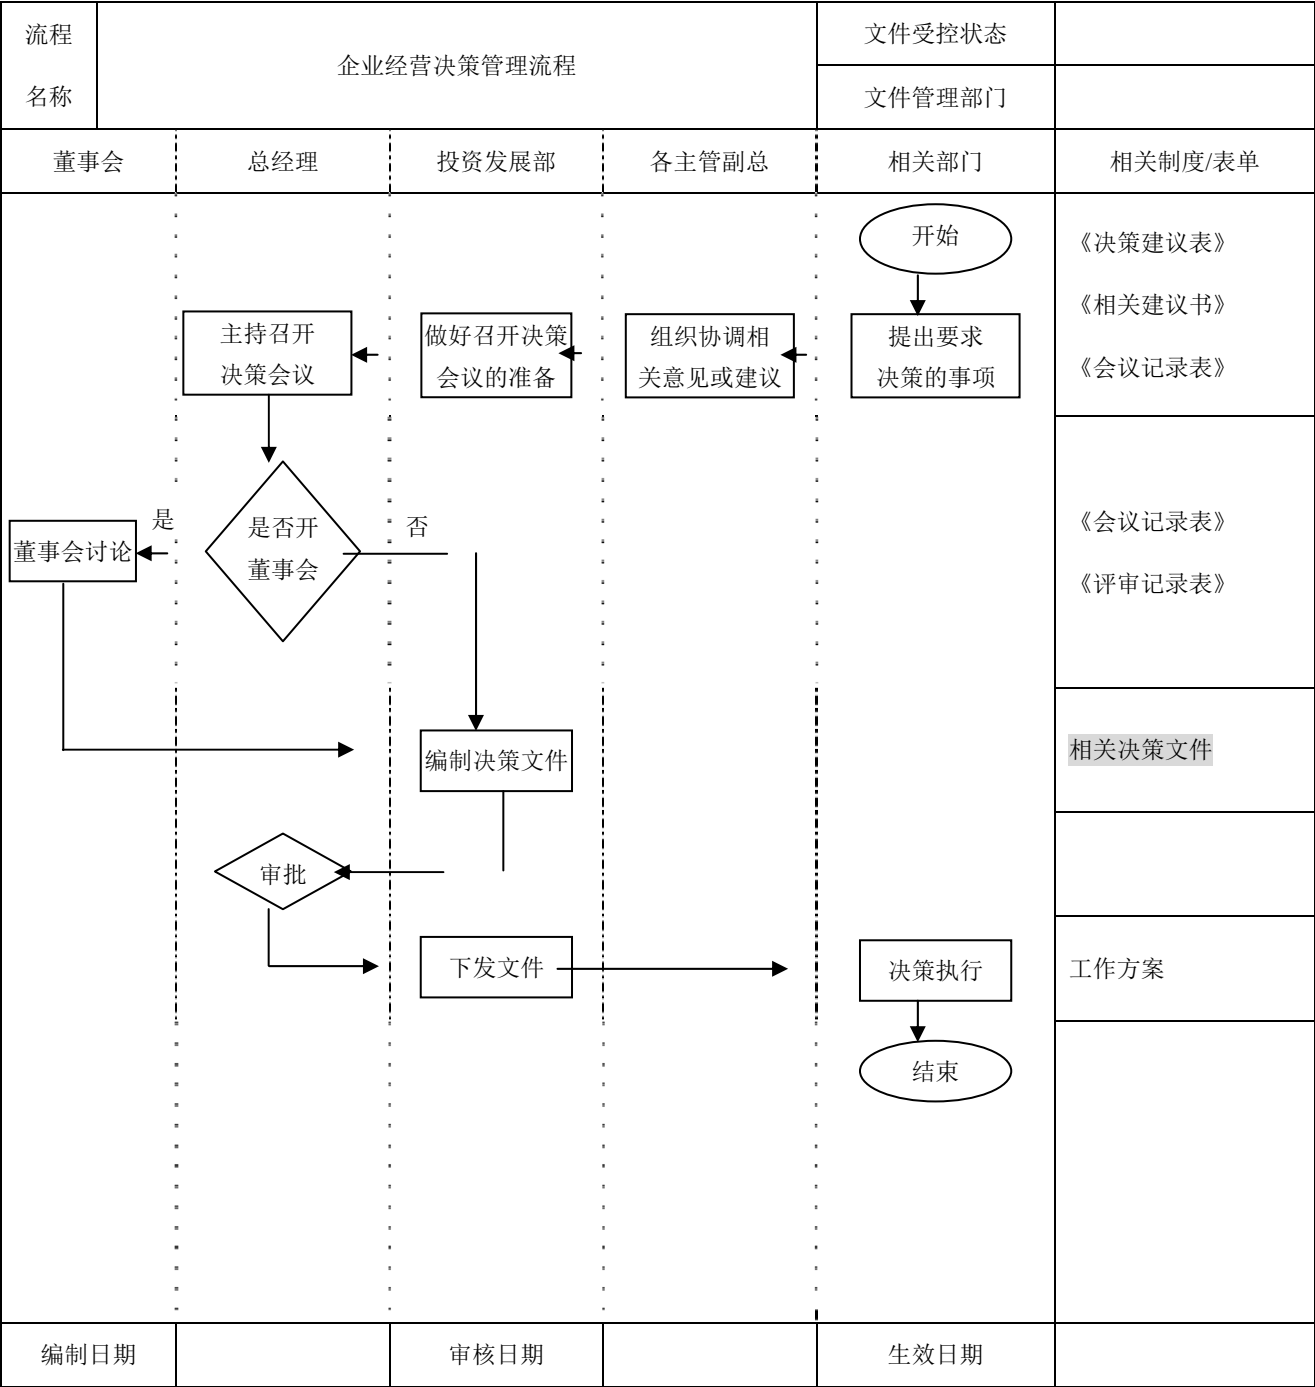 流程
名称
企业经营决策管理流程
文件受控状态
文件管理部门
董事会
总经理
投资发展部
各主管副总
相关部门
相关制度/表单
开始
《决策建议表》
《相关建议书》
《会议记录表》
主持召开
决策会议
做好召开决策
会议的准备
组织协调相
关意见或建议
提出要求
决策的事项
是
否
董事会讨论
是否开
董事会
《会议记录表》
《评审记录表》
编制决策文件
相关决策文件
审批
下发文件
决策执行
工作方案
结束
编制日期
审核日期
生效日期